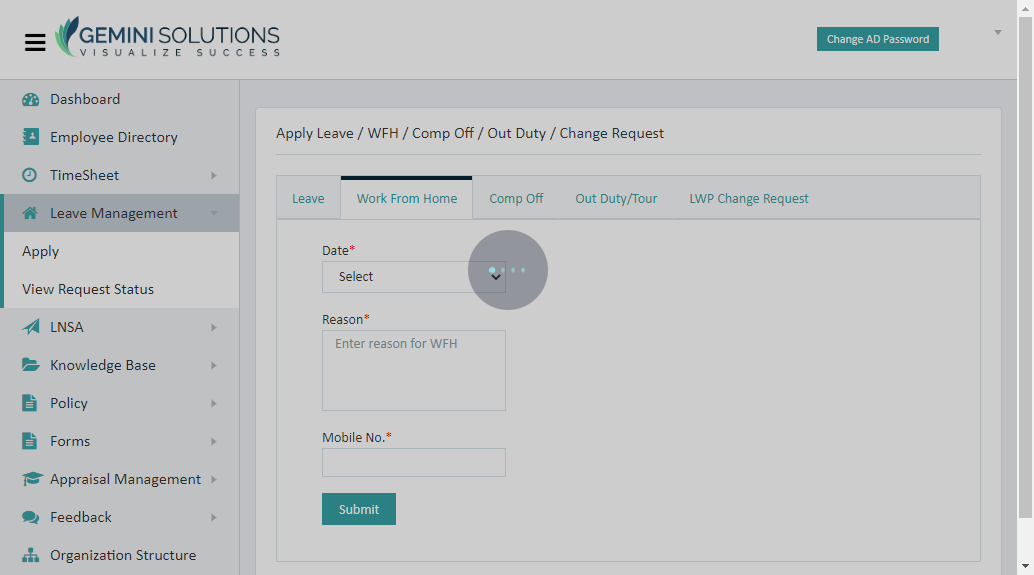 GEMINI SOLUTIONS
VISUALIZE SUCCESS
Change AD Password
Dashboard
Employee Directory
TimeSheet
Leave Management
Apply
View Request Status
LNSA
Knowledge Base
Policy
Forms
Appraisal Management
Feedback
Organization Structure
Apply Leave / WFH / Comp Off / Out Duty / Change Request
Leave Work From Home Comp Off Out Duty/Tour LWP Change Request
Date*
Select
Reason*
Enter reason for WFH
Mobile No.*
Submit